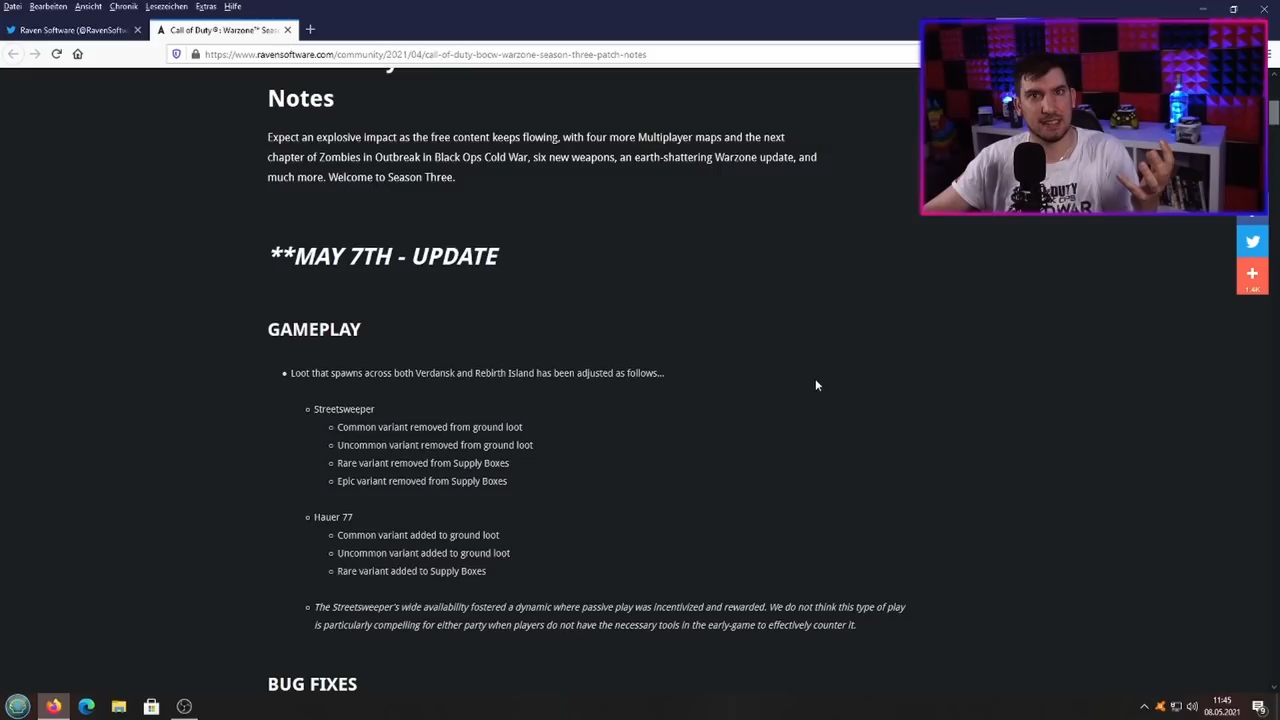 Datei Bearbeiten Ansicht Chronik Lesezeichen Extras Hilfe
Raven Software (@RavenSoftw
Call of Duty®: Warzone™ Seas
https://www.ravensoftware.com/community/2021/04/call-of-duty-bocw-warzone-season-three-patch-notes
Notes
Expect an explosive impact as the free content keeps flowing, with four more Multiplayer maps and the next
chapter of Zombies in Outbreak in Black Ops Cold War, six new weapons, an earth-shattering Warzone update, and
much more. Welcome to Season Three.
**MAY 7TH - UPDATE
GAMEPLAY
Loot that spawns across both Verdansk and Rebirth Island has been adjusted as follows...
Streetsweeper
Common variant removed from ground loot
Uncommon variant removed from ground loot
Rare variant removed from Supply Boxes
Epic variant removed from Supply Boxes
Hauer 77
Common variant added to ground loot
Uncommon variant added to ground loot
Rare variant added to Supply Boxes
The Streetsweeper's wide availability fostered a dynamic where passive play was incentivized and rewarded. We do not think this type of play
is particularly compelling for either party when players do not have the necessary tools in the early-game to effectively counter it.
BUG FIXES
1.4K
11:45
08.05.2021